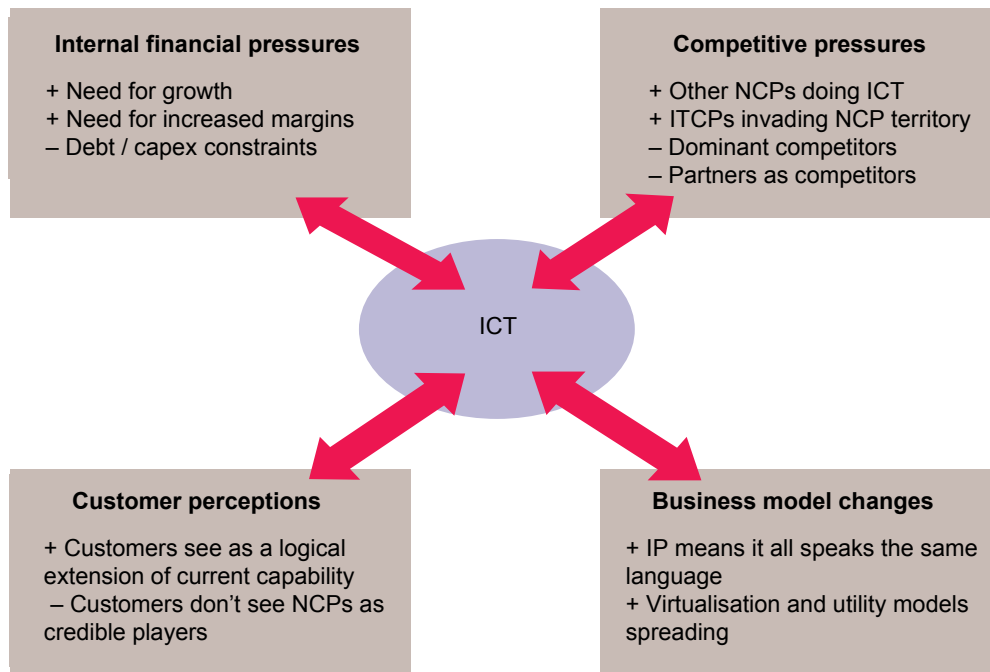 Internal financial pressures
+ Need for growth
+ Need for increased margins
– Debt / capex constraints
Competitive pressures
+ Other NCPs doing ICT
+ ITCPs invading NCP territory
– Dominant competitors
– Partners as competitors
ICT
Customer perceptions
+ Customers see as a logical
extension of current capability
– Customers don’t see NCPs as
credible players
Business model changes
+ IP means it all speaks the same
language
+ Virtualisation and utility models
spreading